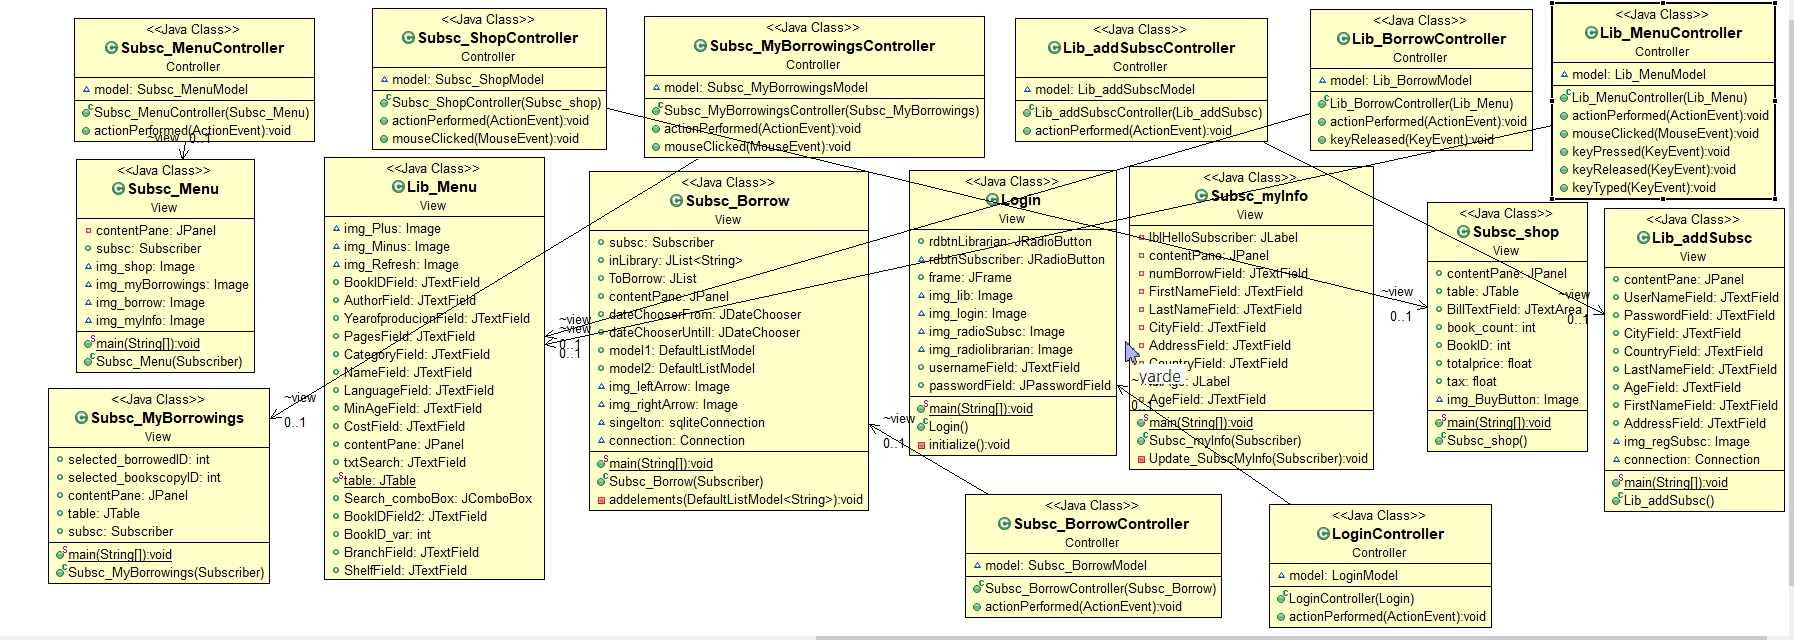 <<Java Class>>
Subsc_MenuController
Controller
model: Subsc_MenuModel
Subsc_MenuController(Subsc_Menu)
actionPerformed(ActionEvent):void
~view 0..1
<<Java Class>>
Subsc_ShopController
Controller
model: Subsc_ShopModel
Subsc_ShopController(Subsc_shop)
actionPerformed(ActionEvent):void
mouseClicked(MouseEvent):void
<<Java Class>>
Subsc_MyBorrowingsController
Controller
model: Subsc_MyBorrowingsModel
Subsc_MyBorrowingsController(Subsc_MyBorrowings)
actionPerformed(ActionEvent):void
mouseClicked(MouseEvent):void
<<Java Class>>
Lib_addSubscController
Controller
model: Lib_addSubscModel
Lib_addSubscController(Lib_addSubsc)
actionPerformed(ActionEvent):void
<<Java Class>>
Lib_BorrowController
Controller
model: Lib_BorrowModel
Lib_BorrowController(Lib_Menu)
actionPerformed(ActionEvent):void
keyReleased(KeyEvent):void
<<Java Class>>
Lib_MenuController
Controller
model: Lib_MenuModel
Lib_MenuController(Lib_Menu)
actionPerformed(ActionEvent):void
mouseClicked(MouseEvent):void
keyPressed(KeyEvent):void
keyReleased(KeyEvent):void
keyTyped(KeyEvent):void
<<Java Class>>
Subsc_Menu
View
contentPane: JPanel
subsc: Subscriber
img_shop: Image
img_myBorrowings: Image
img_borrow: Image
img_myInfo: Image
main(String[]):void
Subsc_Menu(Subscriber)
<<Java Class>>
Lib_Menu
View
img_Plus: Image
img_Minus: Image
img_Refresh: Image
BookIDField: JTextField
AuthorField: JTextField
YearofproducionField: JTextField
PagesField: JTextField
CategoryField: JTextField
NameField: JTextField
LanguageField: JTextField
MinAgeField: JTextField
CostField: JTextField
contentPane: JPanel
txtSearch: JTextField
table: JTable
Search_comboBox: JComboBox
BookIDField2: JTextField
BookID_var: int
BranchField: JTextField
ShelfField: JTextField
~view
~view
0..1
0..1
<<Java Class>>
Subsc_Borrow
View
subsc: Subscriber
inLibrary: JList<String>
ToBorrow: JList
contentPane: JPanel
dateChooserFrom: JDateChooser
dateChooserUntill: JDateChooser
model1: DefaultListModel
model2: DefaultListModel
img_leftArrow: Image
img_rightArrow: Image
singelton: sqliteConnection
connection: Connection
main(String[]):void
Subsc_Borrow(Subscriber)
addelements(DefaultListModel<String>):void
~view
0..1
<<Java Class>>
Login
View
rdbtnLibrarian: JRadioButton
rdbtnSubscriber: JRadioButton
frame: JFrame
img_lib: Image
img_login: Image
img_radioSubsc: Image
img_radiolibrarian: Image
usernameField: JTextField
passwordField: JPasswordField
main(String[]):void
Login()
initialize():void
<<Java Class>>
Subsc_myInfo
View
lblHelloSubscriber: JLabel
contentPane: JPanel
numBorrowField: JTextField
FirstNameField: JTextField
LastNameField: JTextField
CityField: JTextField
AddressField: JTextField
CountryField: JTextField
JLabel
AgeField: JTextField
main(String[]):void
Subsc_myInfo(Subscriber)
Update_SubscMyInfo(Subscriber):void
yarde
0..1
<<Java Class>>
Subsc_shop
View
contentPane: JPanel
table: JTable
BillTextField: JTextArea
book_count: int
BookID: int
totalprice: float
tax: float
img_BuyButton: Image
main(String[]):void
Subsc_shop()
~view
0..1
<<Java Class>>
Lib_addSubsc
View
contentPane: JPanel
UserNameField: JTextField
PasswordField: JTextField
CityField: JTextField
CountryField: JTextField
LastNameField: JTextField
AgeField: JTextField
FirstNameField: JTextField
AddressField: JTextField
img_regSubsc: Image
connection: Connection
main(String[]):void
Lib_addSubsc()
~view
0..1
<<Java Class>>
Subsc_MyBorrowings
View
selected_borrowedID: int
selected_bookscopyID: int
contentPane: JPanel
table: JTable
subsc: Subscriber
main(String[]):void
Subsc_MyBorrowings(Subscriber)
~view
0..1
<<Java Class>>
Subsc_BorrowController
Controller
model: Subsc_BorrowModel
Subsc_BorrowController(Subsc_Borrow)
actionPerformed(ActionEvent):void
<<Java Class>>
LoginController
Controller
model: LoginModel
LoginController(Login)
actionPerformed(ActionEvent):void